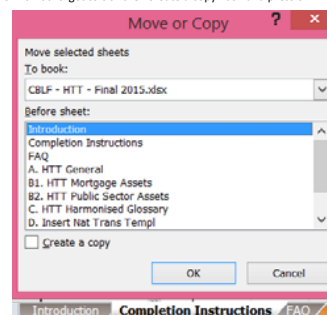 Move or Copy ? ×
Move selected sheets
To book:
CBLF - HTT - Final 2015.xlsx
Before sheet:
Introduction
Completion Instructions
FAQ
A. HTT General
B1. HTT Mortgage Assets
B2. HTT Public Sector Assets
C. HTT Harmonised Glossary
D. Insert Nat Trans Templ
Create a copy
OK Cancel
Introduction Completion Instructions FAQ